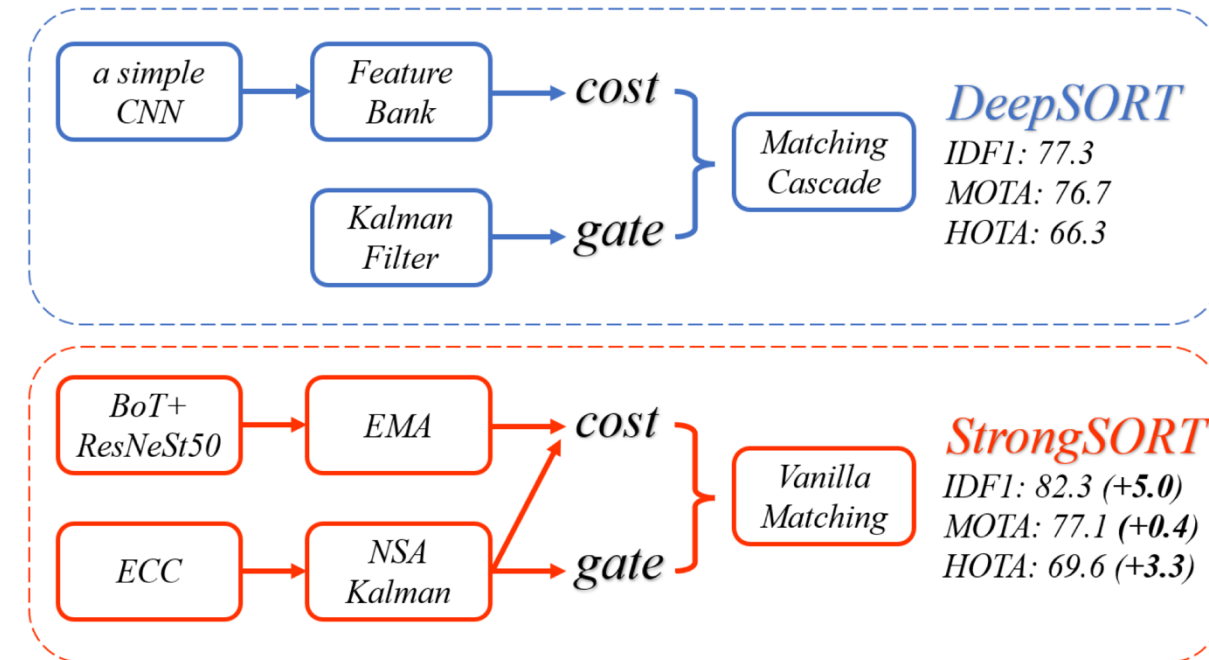 a simple
CNN
Feature
Bank
cost
Kalman
Filter
gate
Matching
Cascade
DeepSORT
IDF1: 77.3
MOTA: 76.7
HOTA: 66.3
BoT+
ResNeSt50
EMA
cost
ECC
NSA
Kalman
gate
Vanilla
Matching
StrongSORT
IDF1: 82.3 (+5.0)
MOTA: 77.1 (+0.4)
HOTA: 69.6 (+3.3)